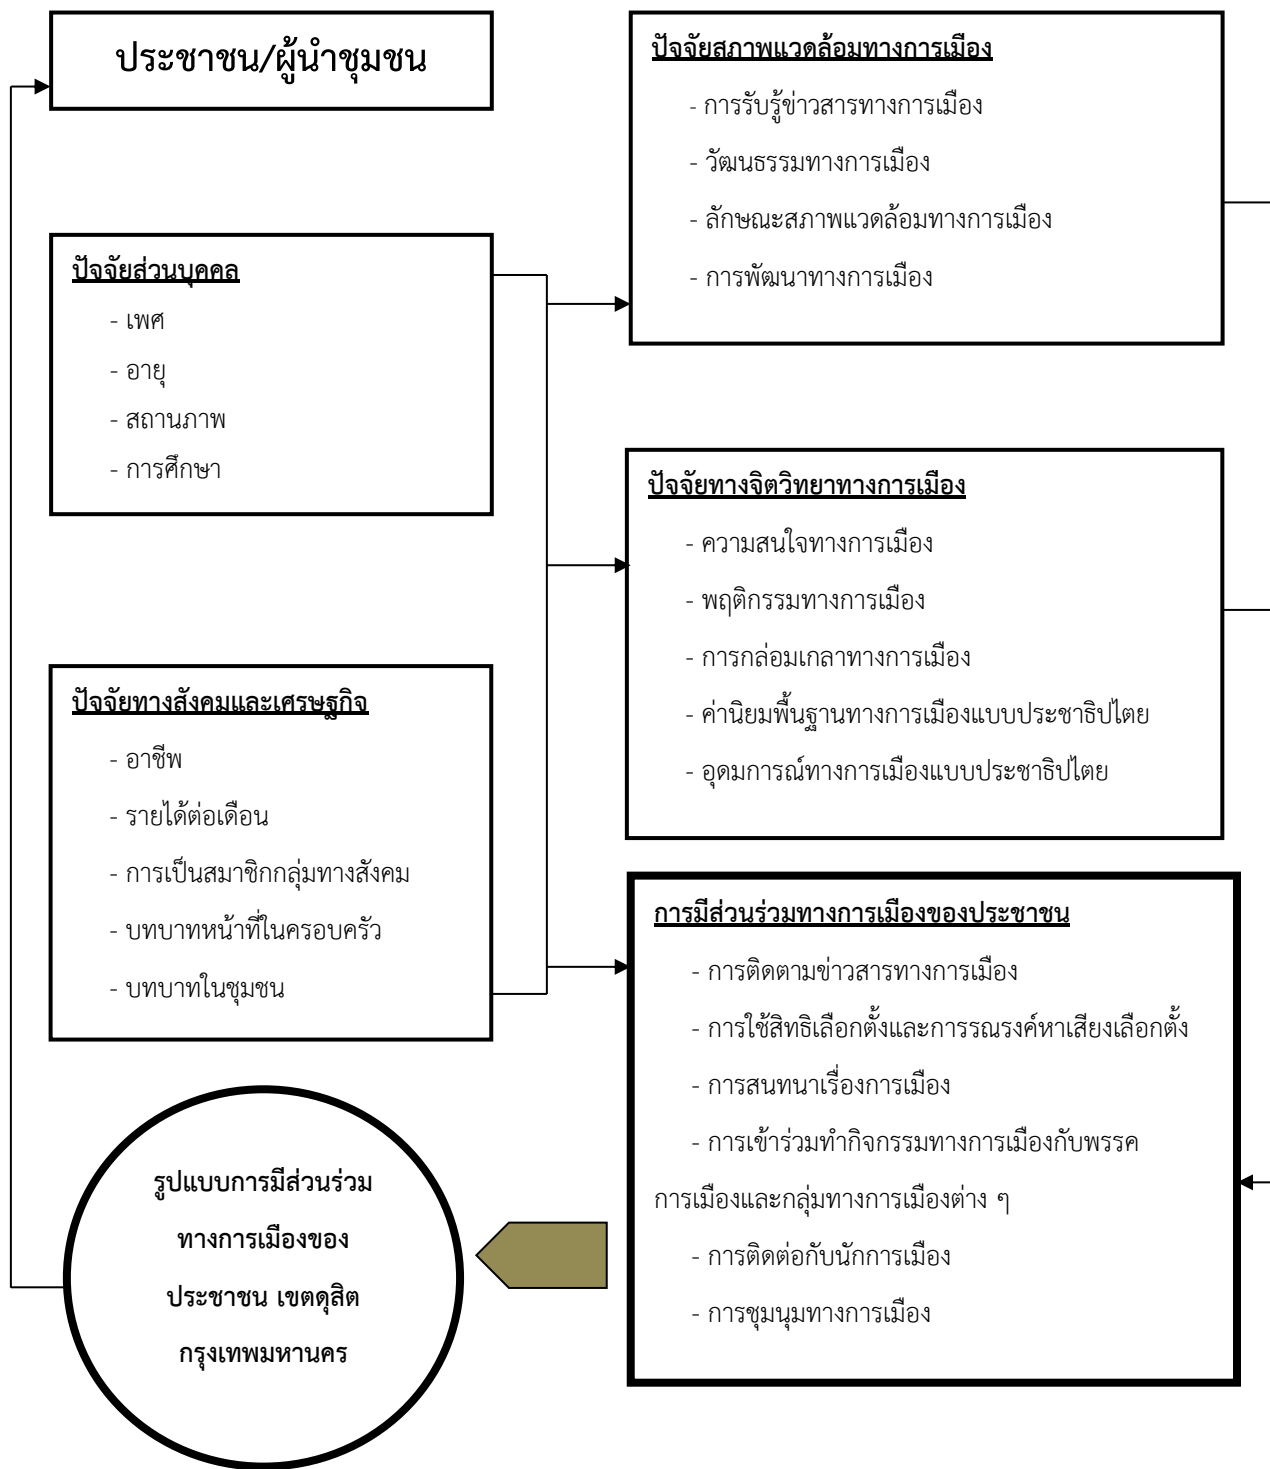 ประชาชน/ผู้นำชุมชน
ปัจจัยส่วนบุคคล
- เพศ
- อายุ
- สถานภาพ
- การศึกษา
ปัจจัยทางสังคมและเศรษฐกิจ
- อาชีพ
- รายได้ต่อเดือน
- การเป็นสมาชิกกลุ่มทางสังคม
- บทบาทหน้าที่ในครอบครัว
- บทบาทในชุมชน
ปัจจัยสภาพแวดล้อมทางการเมือง
- การรับรู้ข่าวสารทางการเมือง
- วัฒนธรรมทางการเมือง
- ลักษณะสภาพแวดล้อมทางการเมือง
- การพัฒนาทางการเมือง
ปัจจัยทางจิตวิทยาทางการเมือง
- ความสนใจทางการเมือง
- พฤติกรรมทางการเมือง
- การกล่อมเกลาทางการเมือง
- ค่านิยมพื้นฐานทางการเมืองแบบประชาธิปไตย
- อุดมการณ์ทางการเมืองแบบประชาธิปไตย
การมีส่วนร่วมทางการเมืองของประชาชน
- การติดตามข่าวสารทางการเมือง
- การใช้สิทธิเลือกตั้งและการรณรงค์หาเสียงเลือกตั้ง
- การสนทนาเรื่องการเมือง
- การเข้าร่วมทำกิจกรรมทางการเมืองกับพรรค
การเมืองและกลุ่มทางการเมืองต่าง ๆ
- การติดต่อกับนักการเมือง
- การชุมนุมทางการเมือง
รูปแบบการมีส่วนร่วม
ทางการเมืองของ
ประชาชน เขตดุสิต
กรุงเทพมหานคร